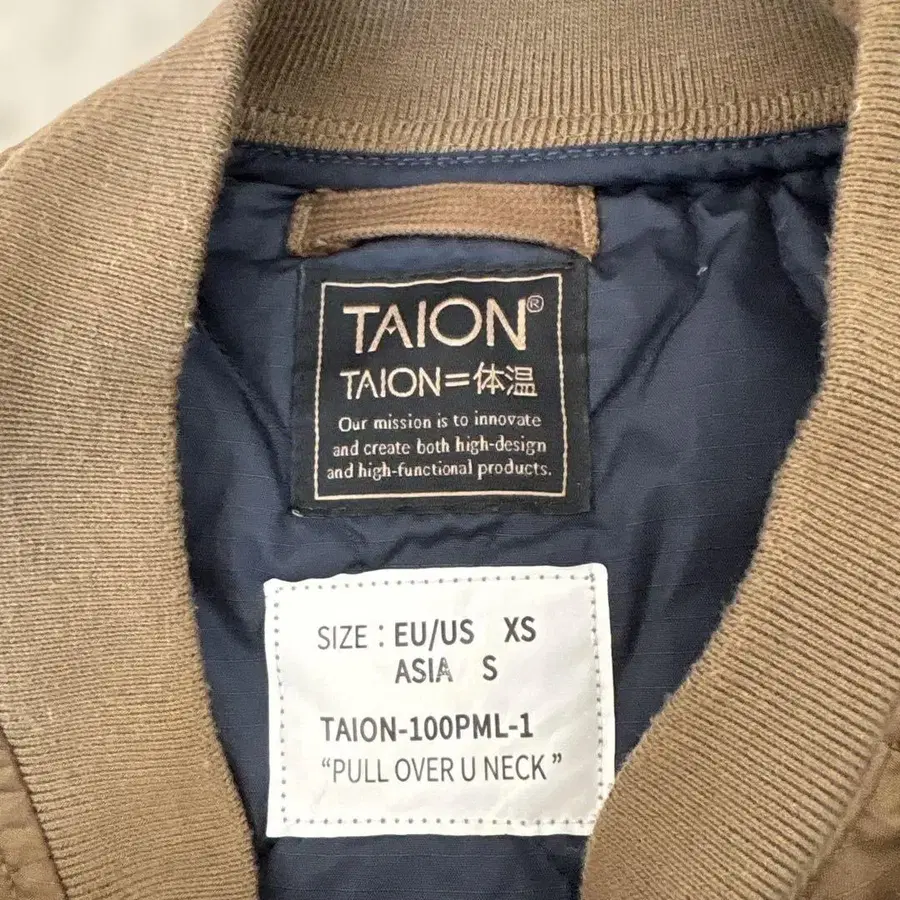 TAION®
TAION=体温
Our mission is to innovate
and create both high-design
and high-functional products.
SIZE : EU/US XS
ASIA S
TAION-100PML-1
“PULL OVER U NECK”